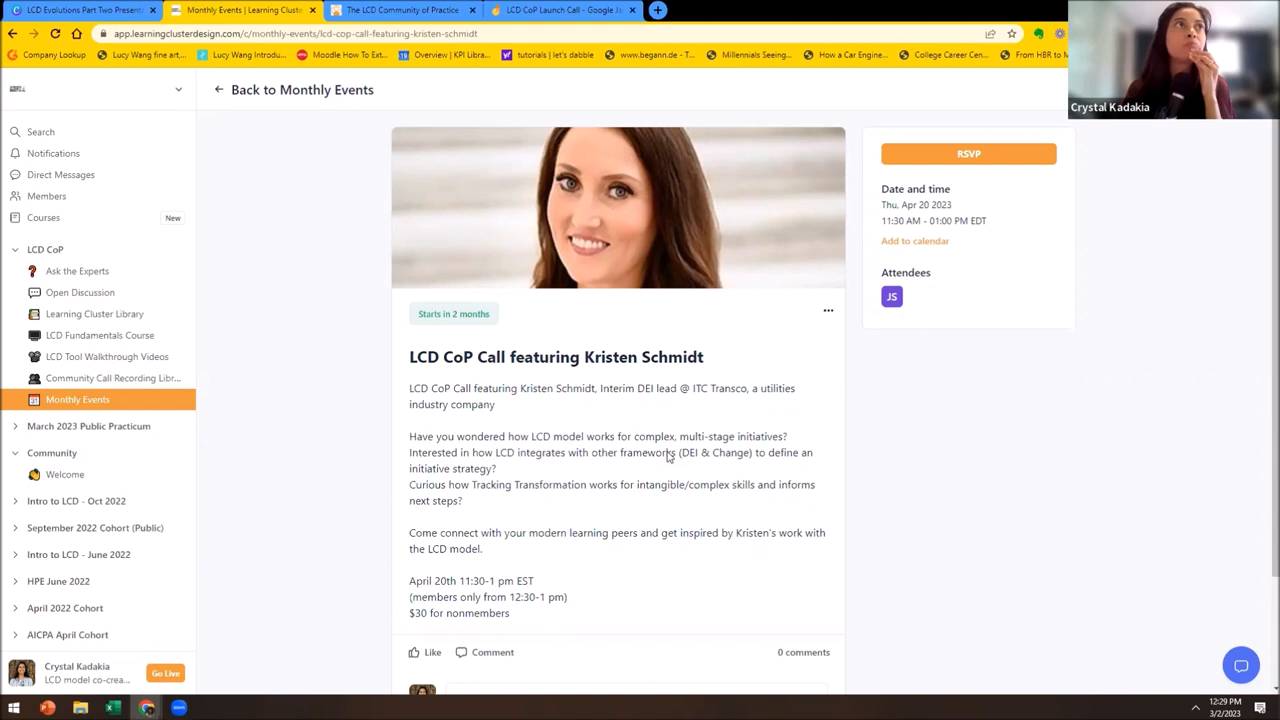 LCD Evolutions Part Two Present
Monthly Events | Learning Cluste
The LCD Community of Practice
LCD CoP Launch Call - Google
app.learningclusterdesign.com/c/monthly-events/lcd-cop-call-featuring-kristen-schmidt
Company Lookup
Lucy Wang fine art,...
Lucy Wang Introdu...
Moodle How To Ext...
Overview | KPI Libra...
tutorials | let's dabble
www.begann.de - M...
Millennials Seeing...
How a Car Engine...
College Career Cen...
From HBR to
Crystal Kadakia
Back to Monthly Events
Search
Notifications
Direct Messages
Members
Courses
New
LCD CoP
Ask the Experts
Open Discussion
Learning Cluster Library
LCD Fundamentals Course
LCD Tool Walkthrough Videos
Community Call Recording Libr...
Monthly Events
March 2023 Public Practicum
Community
Welcome
Intro to LCD - Oct 2022
September 2022 Cohort (Public)
Intro to LCD - June 2022
HPE June 2022
April 2022 Cohort
AICPA April Cohort
Crystal Kadakia
LCD model co-crea...
Go Live
Starts in 2 months
LCD CoP Call featuring Kristen Schmidt
LCD CoP Call featuring Kristen Schmidt, Interim DEI lead @ ITC Transco, a utilities
industry company
Have you wondered how LCD model works for complex, multi-stage initiatives?
Interested in how LCD integrates with other frameworks (DEI & Change) to define an
initiative strategy?
Curious how Tracking Transformation works for intangible/complex skills and informs
next steps?
Come connect with your modern learning peers and get inspired by Kristen's work with
the LCD model.
April 20th 11:30-1 pm EST
(members only from 12:30-1 pm)
$30 for nonmembers
Like
Comment
0 comments
RSVP
Date and time
Thu, Apr 20 2023
11:30 AM - 01:00 PM EDT
Add to calendar
Attendees
JS
12:29 PM
3/2/2023